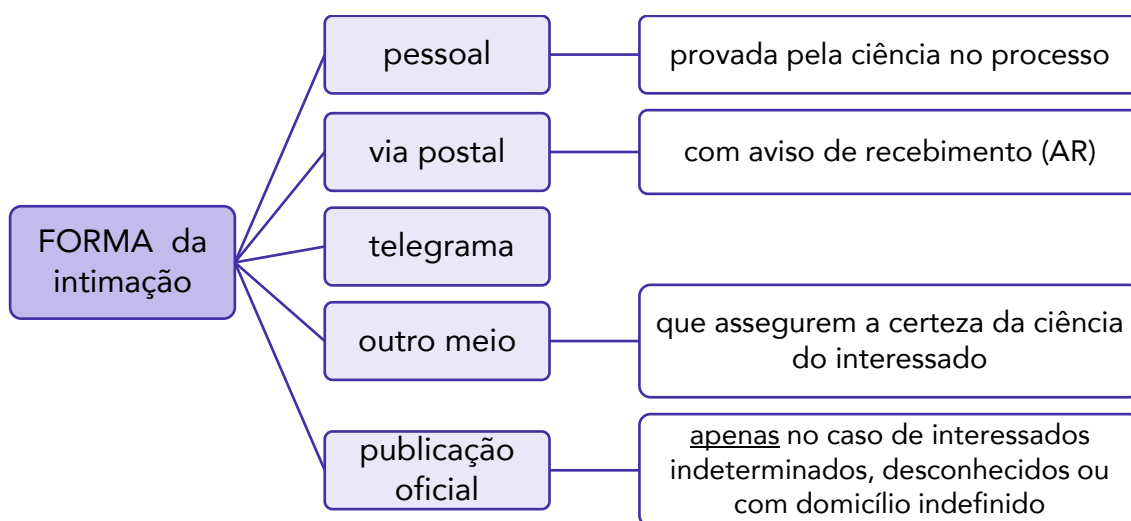 FORMA da
intimação
pessoal
provada pela ciência no processo
via postal
com aviso de recebimento (AR)
telegrama
outro meio
que assegurem a certeza da ciência
do interessado
publicação
oficial
apenas no caso de interessados
indeterminados, desconhecidos ou
com domicílio indefinido